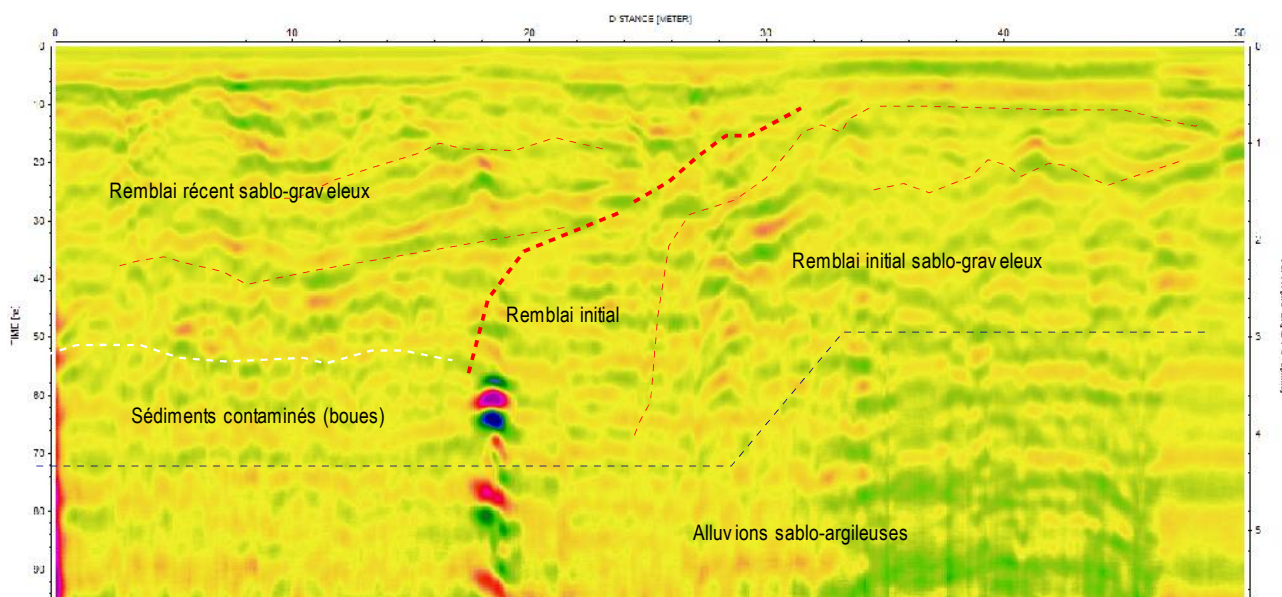 DISTANCE [METER]
0 10 20 30 40 50
0 0
10
20 1
Remblai récent sablo-graveleux
30
2
Remblai initial sablo-graveleux
40
Remblai initial
50 3
TIME [ns]
60
Sédiments contaminés (boues)
4
70
80
Alluvions sablo-argileuses
5
90